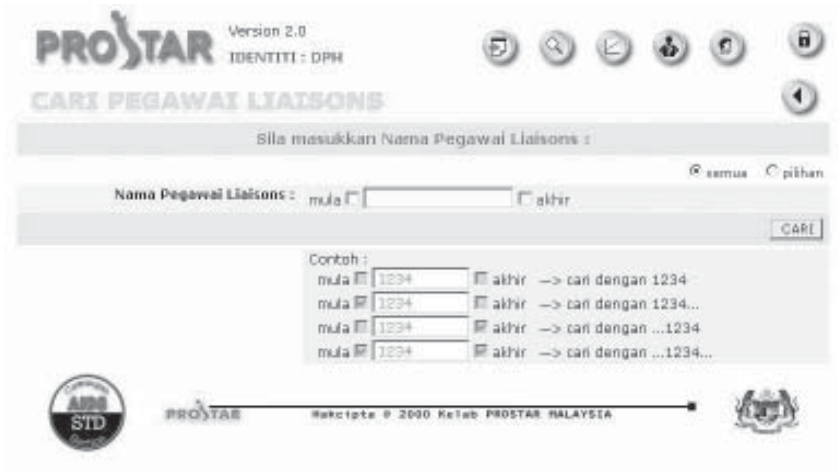 PROSTAR
Version 2.0
IDENTITI : DPH
CARI PEGAWAI LIAISONS
Sila masukkan Nama Pegawai Liaisons :
semua pilihan
Nama Pegawai Liaisons : mula akhir
CARI
Contoh :
mula 1234 akhir --> cari dengan 1234
mula 1234 akhir --> cari dengan 1234...
mula 1234 akhir --> cari dengan ...1234
mula 1234 akhir --> cari dengan ...1234...
AIDS
STD
PROSTAR
Hakcipta © 2000 Kelab PROSTAR MALAYSIA